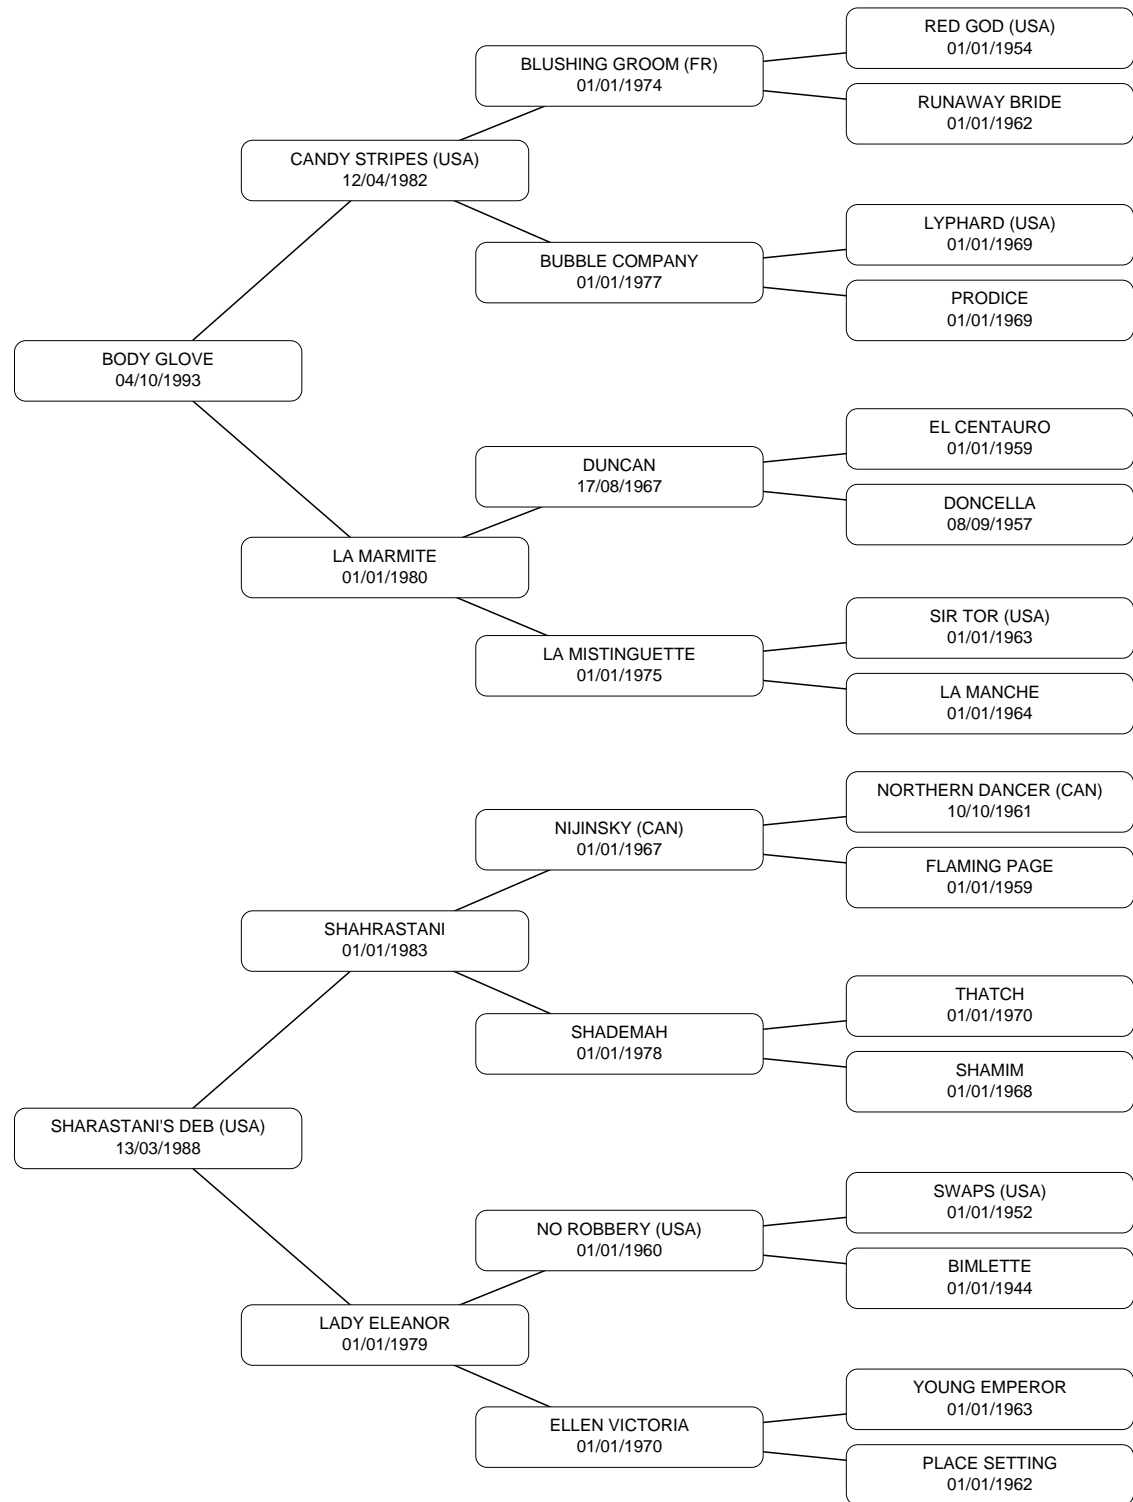 RED GOD (USA)
01/01/1954
BLUSHING GROOM (FR)
01/01/1974
RUNAWAY BRIDE
01/01/1962
CANDY STRIPES (USA)
12/04/1982
LYPHARD (USA)
01/01/1969
BUBBLE COMPANY
01/01/1977
PRODICE
01/01/1969
BODY GLOVE
04/10/1993
EL CENTAURO
01/01/1959
DUNCAN
17/08/1967
DONCELLA
08/09/1957
LA MARMITE
01/01/1980
SIR TOR (USA)
01/01/1963
LA MISTINGUETTE
01/01/1975
LA MANCHE
01/01/1964
NORTHERN DANCER (CAN)
10/10/1961
NIJINSKY (CAN)
01/01/1967
FLAMING PAGE
01/01/1959
SHAHRASTANI
01/01/1983
THATCH
01/01/1970
SHADEMAH
01/01/1978
SHAMIM
01/01/1968
SHARASTANI'S DEB (USA)
13/03/1988
SWAPS (USA)
01/01/1952
NO ROBBERY (USA)
01/01/1960
BIMLETTE
01/01/1944
LADY ELEANOR
01/01/1979
YOUNG EMPEROR
01/01/1963
ELLEN VICTORIA
01/01/1970
PLACE SETTING
01/01/1962